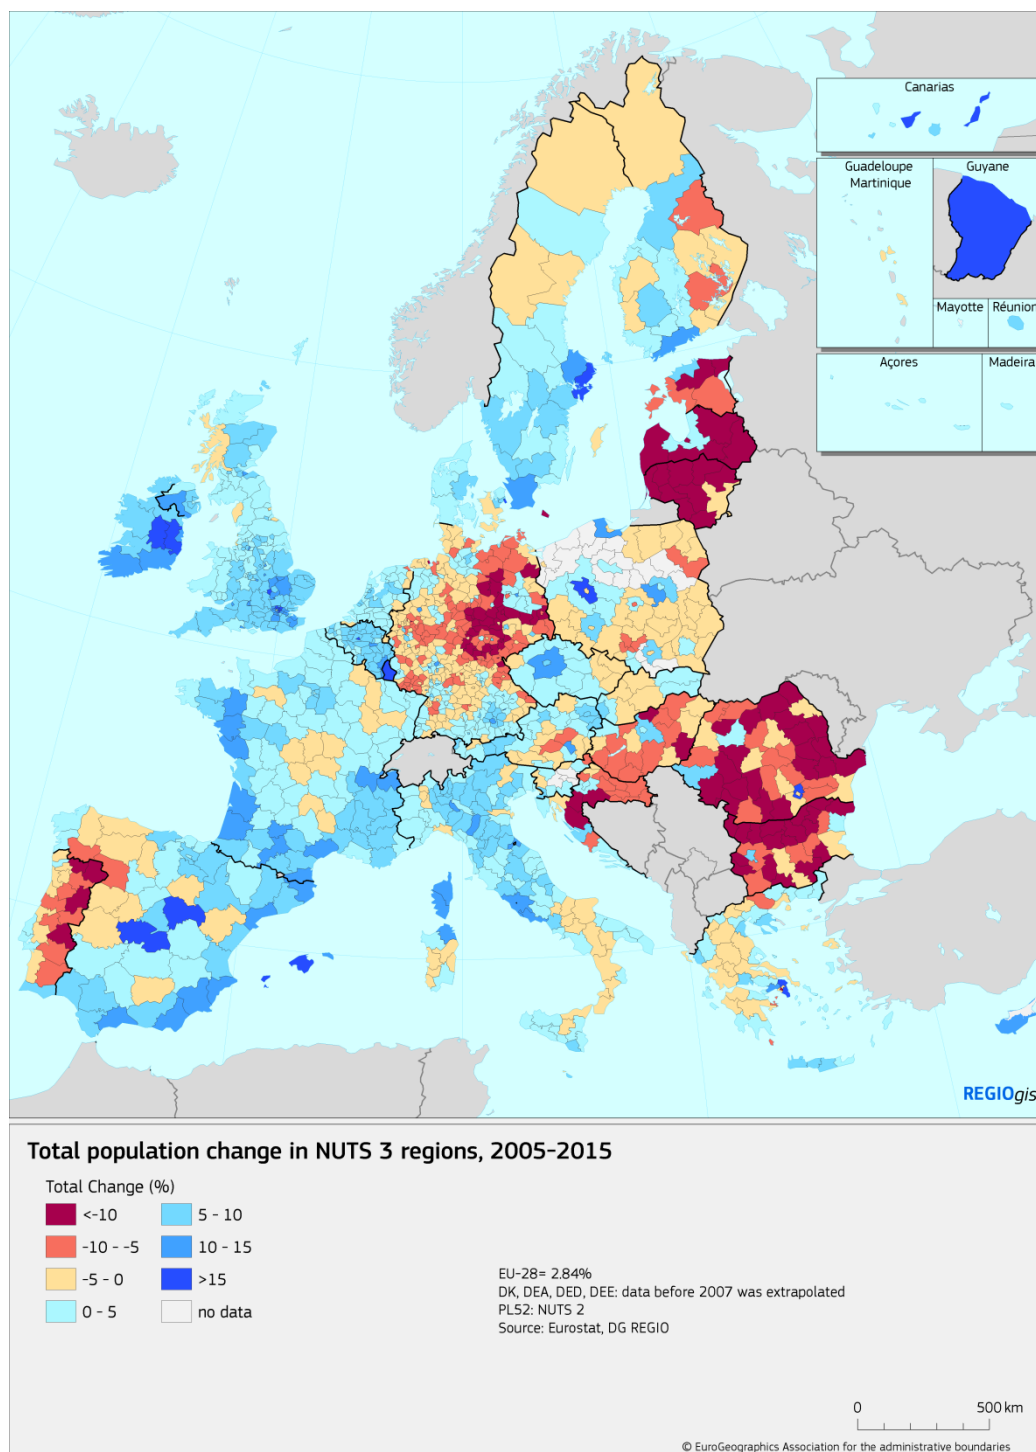 Canarias
Guadeloupe
Martinique
Guyane
Mayotte
Réunion
Açores
Madeira
REGIOgis
Total population change in NUTS 3 regions, 2005-2015
Total Change (%)
<-10
-10 - -5
-5 - 0
0 - 5
5 - 10
10 - 15
>15
no data
EU-28= 2.84%
DK, DEA, DED, DEE: data before 2007 was extrapolated
PL52: NUTS 2
Source: Eurostat, DG REGIO
0 500 km
© EuroGeographics Association for the administrative boundaries